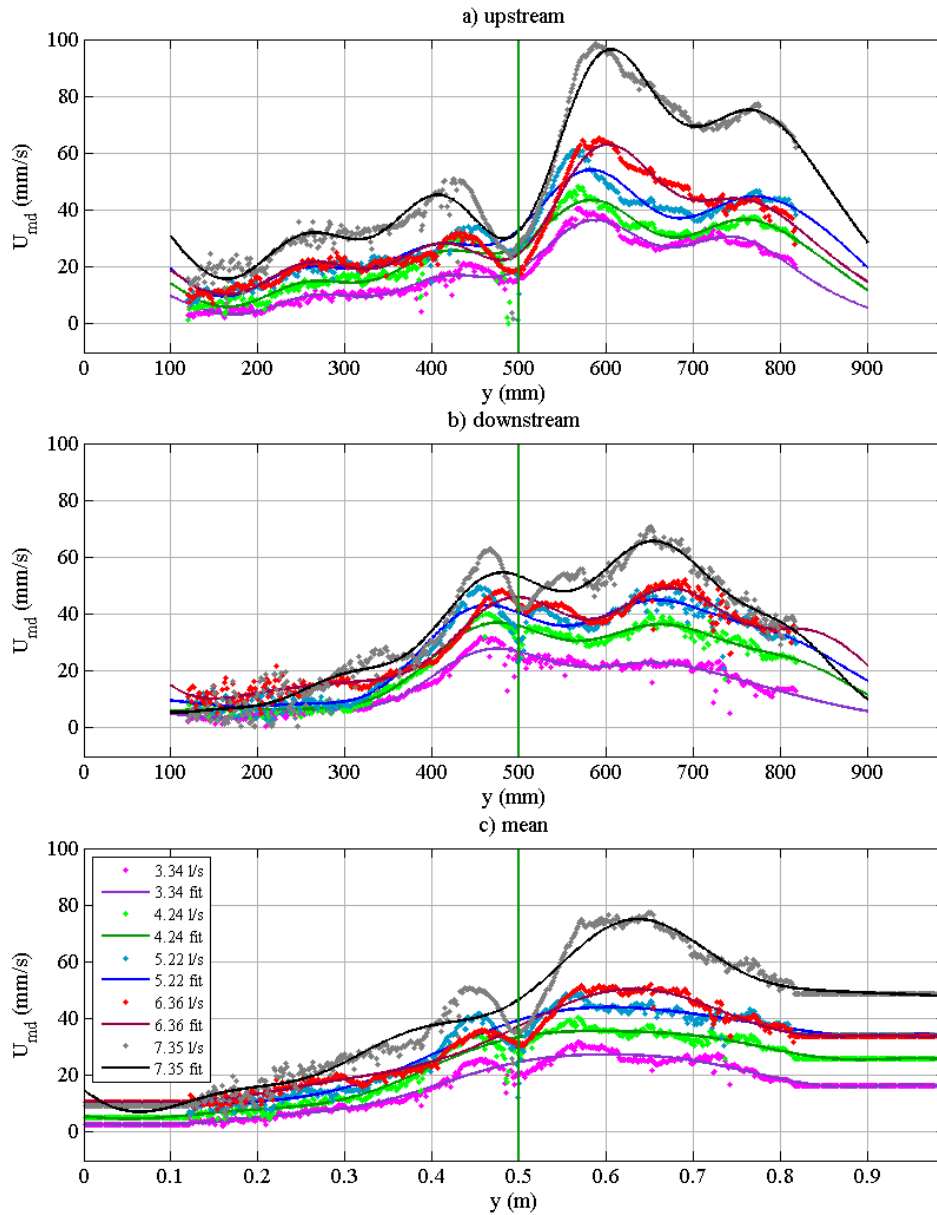 a) upstream
100
80
60
40
20
0
U_md (mm/s)
0 100 200 300 400 500 600 700 800 900
y (mm)
b) downstream
100
80
60
40
20
0
U_md (mm/s)
0 100 200 300 400 500 600 700 800 900
y (mm)
c) mean
100
80
60
40
20
0
U_md (mm/s)
3.34 l/s
3.34 fit
4.24 l/s
4.24 fit
5.22 l/s
5.22 fit
6.36 l/s
6.36 fit
7.35 l/s
7.35 fit
0 0.1 0.2 0.3 0.4 0.5 0.6 0.7 0.8 0.9
y (m)